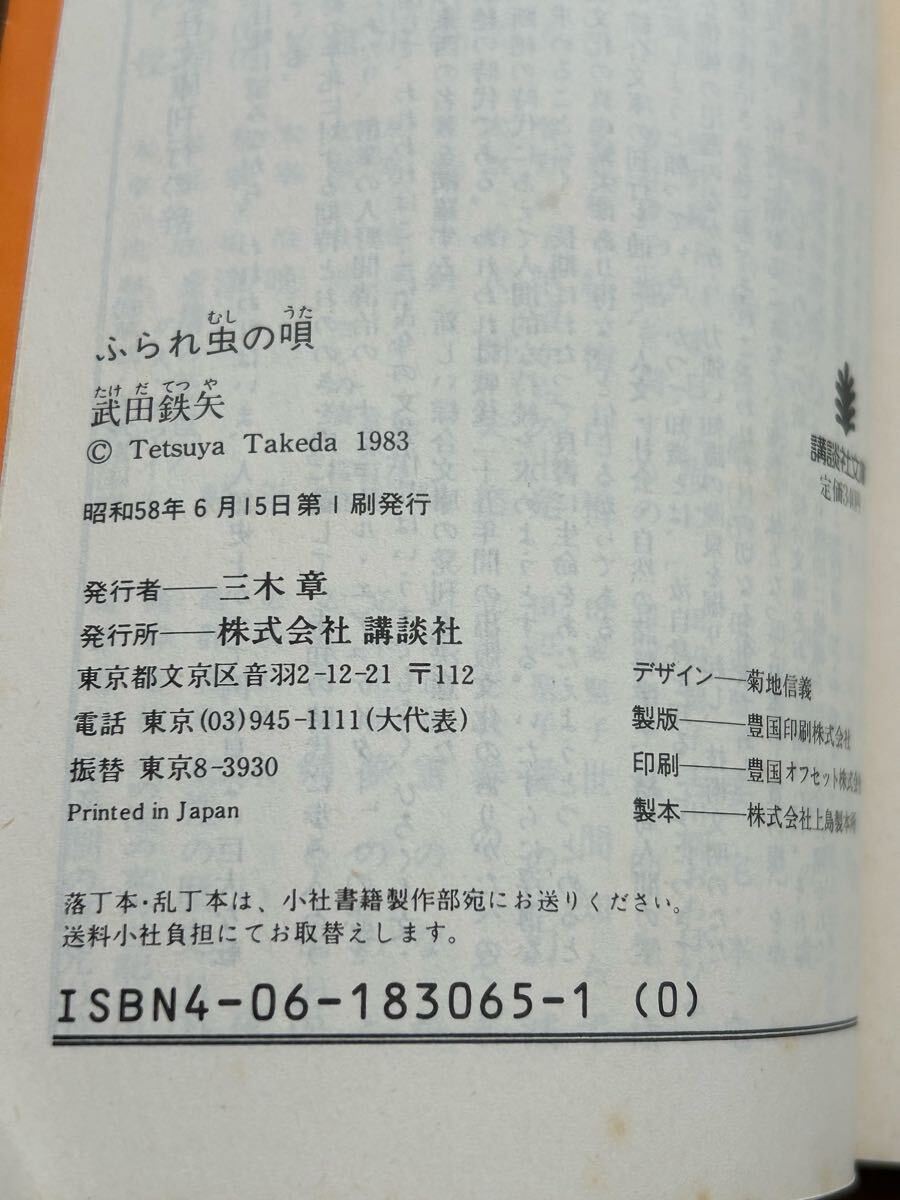 ふられ虫の唄
むし うた
武田鉄矢
たけ だ てつ や
© Tetsuya Takeda 1983
昭和58年6月15日第1刷発行
発行者――三木 章
発行所――株式会社 講談社
東京都文京区音羽2-12-21 〒112
電話 東京(03)945-1111(大代表)
振替 東京8-3930
Printed in Japan
講談社文庫
定価340円
デザイン――菊地信義
製版――豊国印刷株式会社
印刷――豊国オフセット株式会社
製本――株式会社上島製本所
落丁本・乱丁本は、小社書籍製作部宛にお送りください。
送料小社負担にてお取替えします。
ISBN4-06-183065-1 (0)